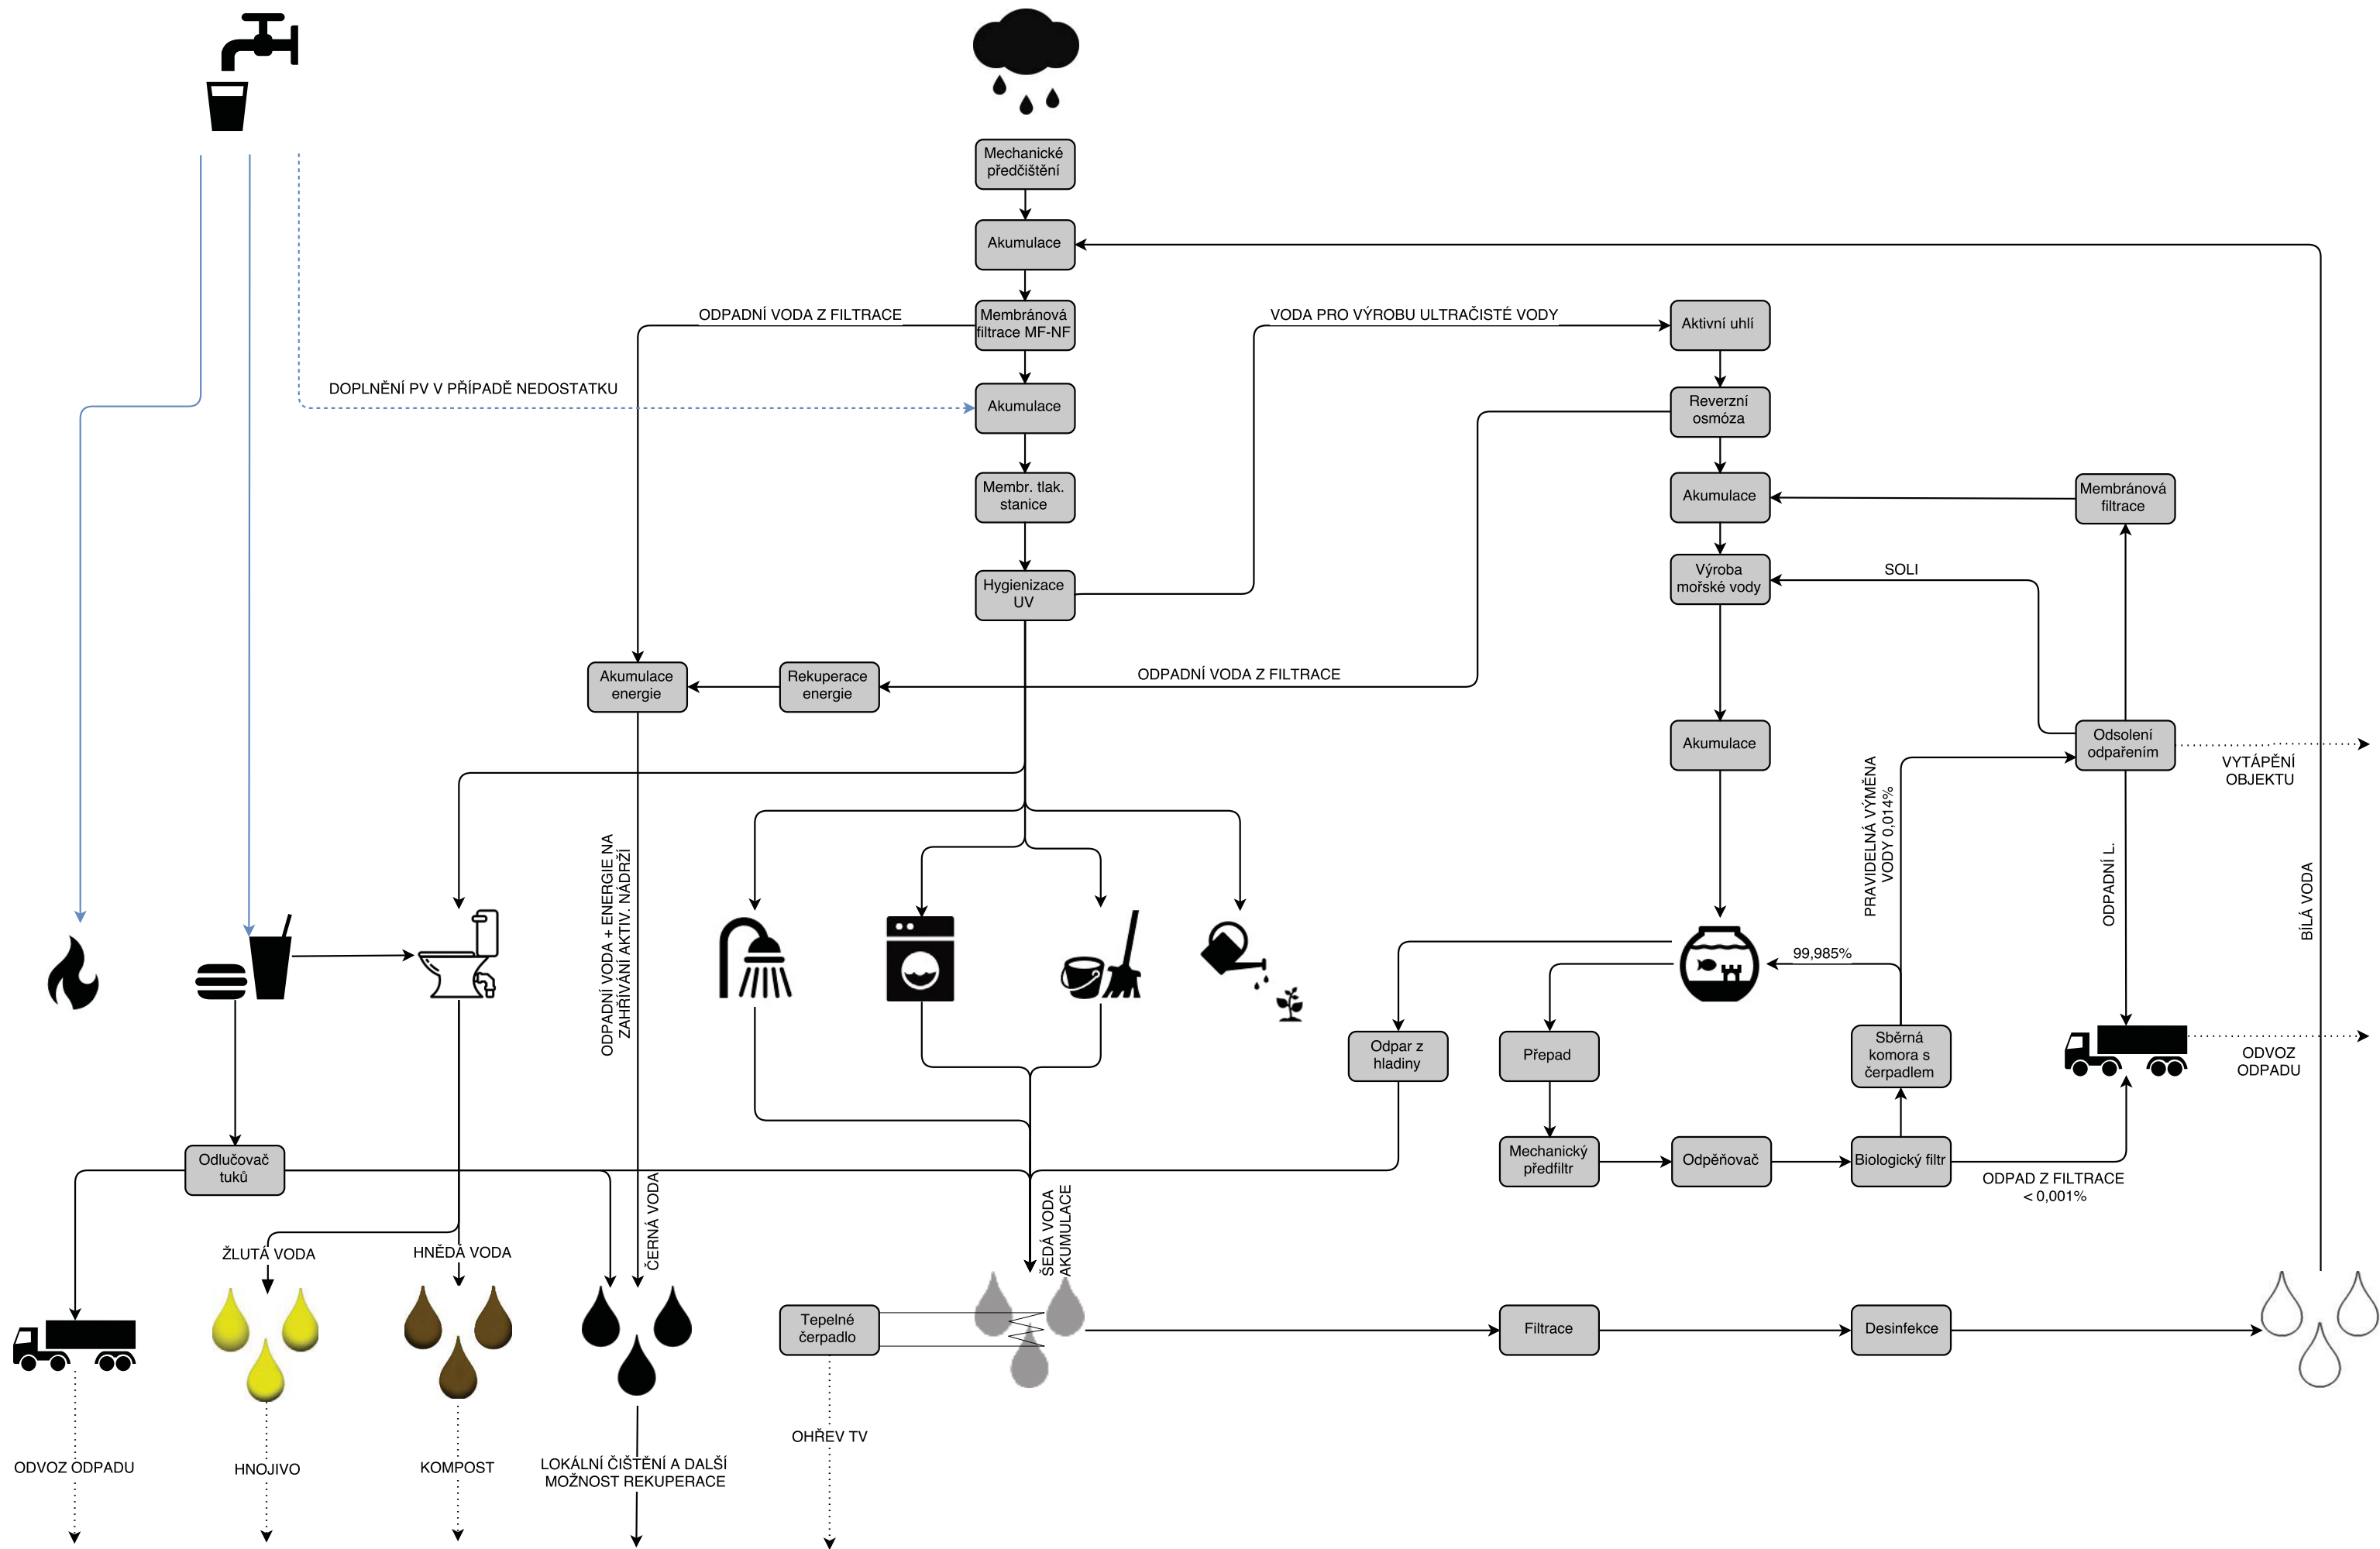 Mechanické
předčištění
Akumulace
ODPADNÍ VODA Z FILTRACE
Membránová
filtrace MF-NF
VODA PRO VÝROBU ULTRAČISTÉ VODY
Aktivní uhlí
DOPLNĚNÍ PV V PŘÍPADĚ NEDOSTATKU
Akumulace
Reverzní
osmóza
Membr. tlak.
stanice
Akumulace
Membránová
filtrace
Hygienizace
UV
Výroba
mořské vody
SOLI
Akumulace
energie
Rekuperace
energie
ODPADNÍ VODA Z FILTRACE
Akumulace
Odsolení
odpařením
VYTÁPĚNÍ
OBJEKTU
PRAVIDELNÁ VÝMĚNA
VODY 0,014%
ODPADNÍ VODA + ENERGIE NA
ZAHŘÍVÁNÍ AKTIV. NÁDRŽÍ
ODPADNÍ L.
BÍLÁ VODA
99,985%
Odpar z
hladiny
Přepad
Sběrná
komora s
čerpadlem
ODVOZ
ODPADU
Odlučovač
tuků
Mechanický
předfiltr
Odpěňovač
Biologický filtr
ODPAD Z FILTRACE
< 0,001%
ČERNÁ VODA
ŠEDÁ VODA
AKUMULACE
ŽLUTÁ VODA
HNĚDÁ VODA
Tepelné
čerpadlo
Filtrace
Desinfekce
OHŘEV TV
ODVOZ ODPADU
HNOJIVO
KOMPOST
LOKÁLNÍ ČIŠTĚNÍ A DALŠÍ
MOŽNOST REKUPERACE